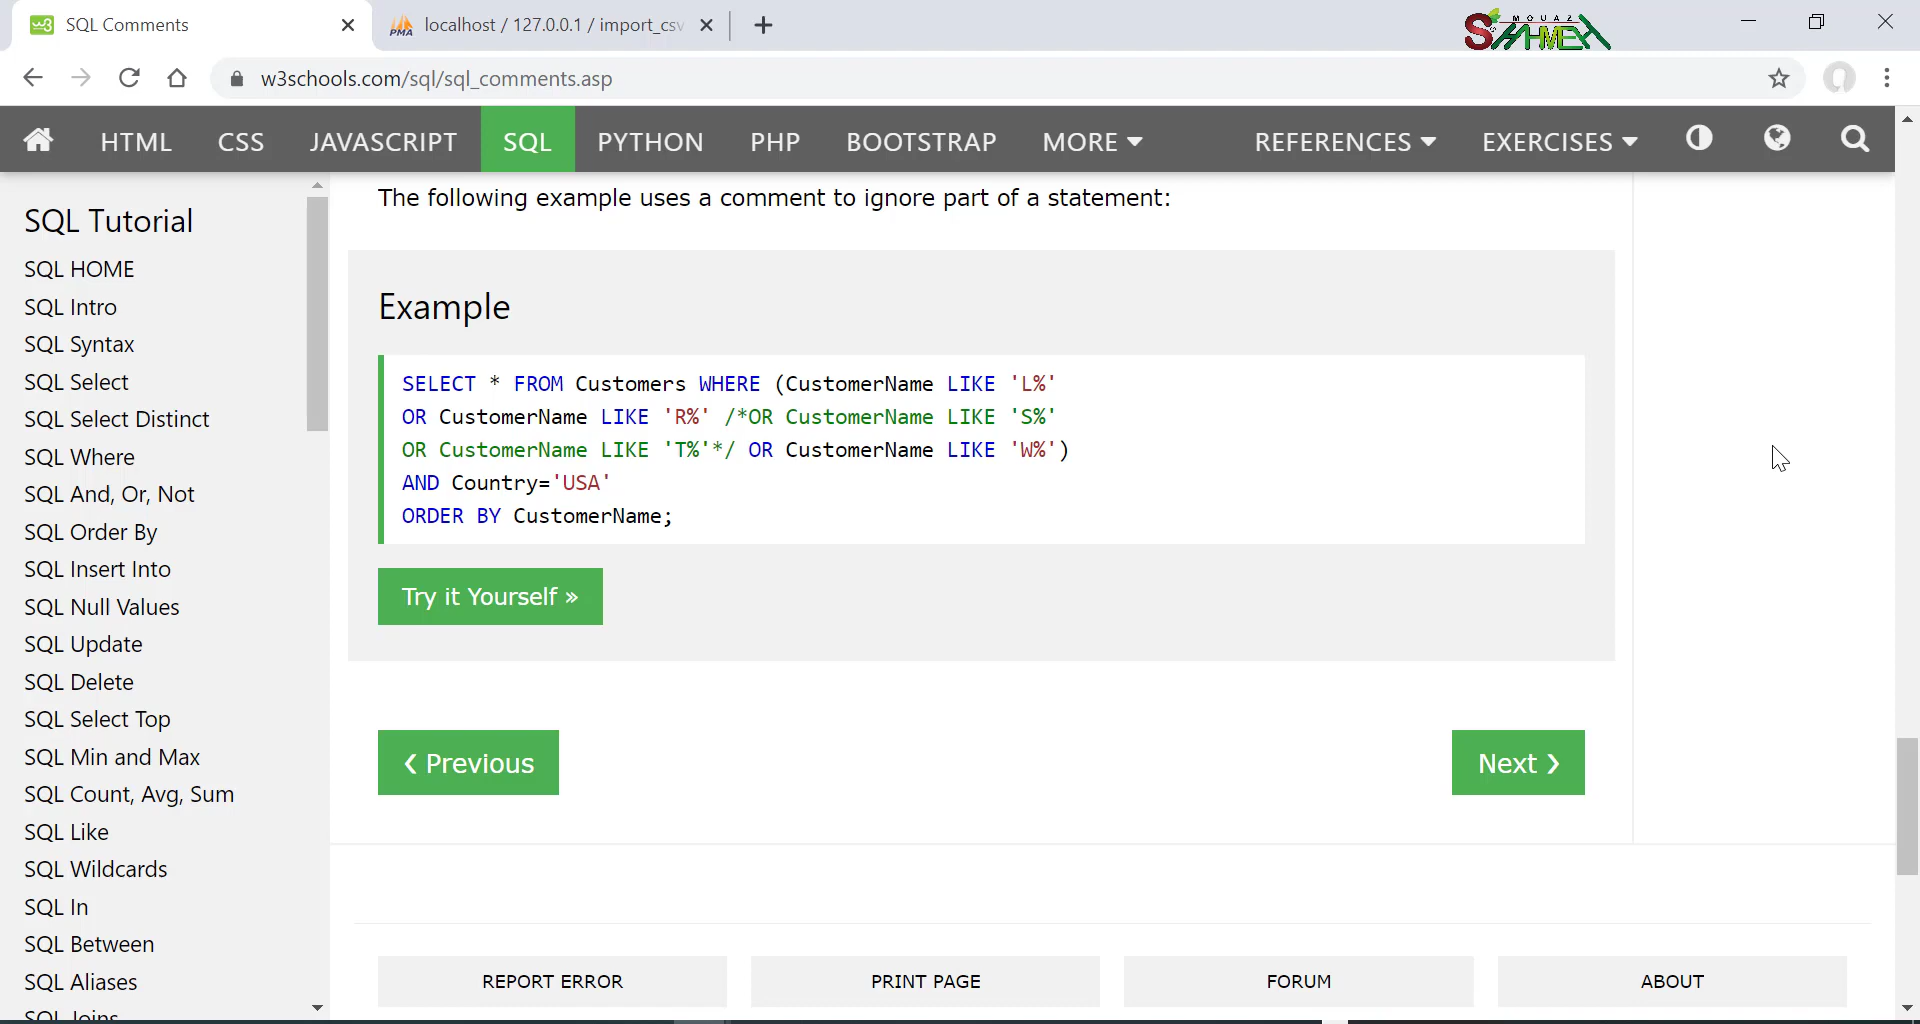 SQL Comments
localhost / 127.0.0.1 / import_csv
MOUAZ
SHAHMEH
w3schools.com/sql/sql_comments.asp
HTML CSS JAVASCRIPT SQL PYTHON PHP BOOTSTRAP MORE REFERENCES EXERCISES
SQL Tutorial
SQL HOME
SQL Intro
SQL Syntax
SQL Select
SQL Select Distinct
SQL Where
SQL And, Or, Not
SQL Order By
SQL Insert Into
SQL Null Values
SQL Update
SQL Delete
SQL Select Top
SQL Min and Max
SQL Count, Avg, Sum
SQL Like
SQL Wildcards
SQL In
SQL Between
SQL Aliases
SQL Joins
The following example uses a comment to ignore part of a statement:
Example
SELECT * FROM Customers WHERE (CustomerName LIKE 'L%'
OR CustomerName LIKE 'R%' /*OR CustomerName LIKE 'S%'
OR CustomerName LIKE 'T%'*/ OR CustomerName LIKE 'W%')
AND Country='USA'
ORDER BY CustomerName;
Try it Yourself »
❮ Previous
Next ❯
REPORT ERROR
PRINT PAGE
FORUM
ABOUT